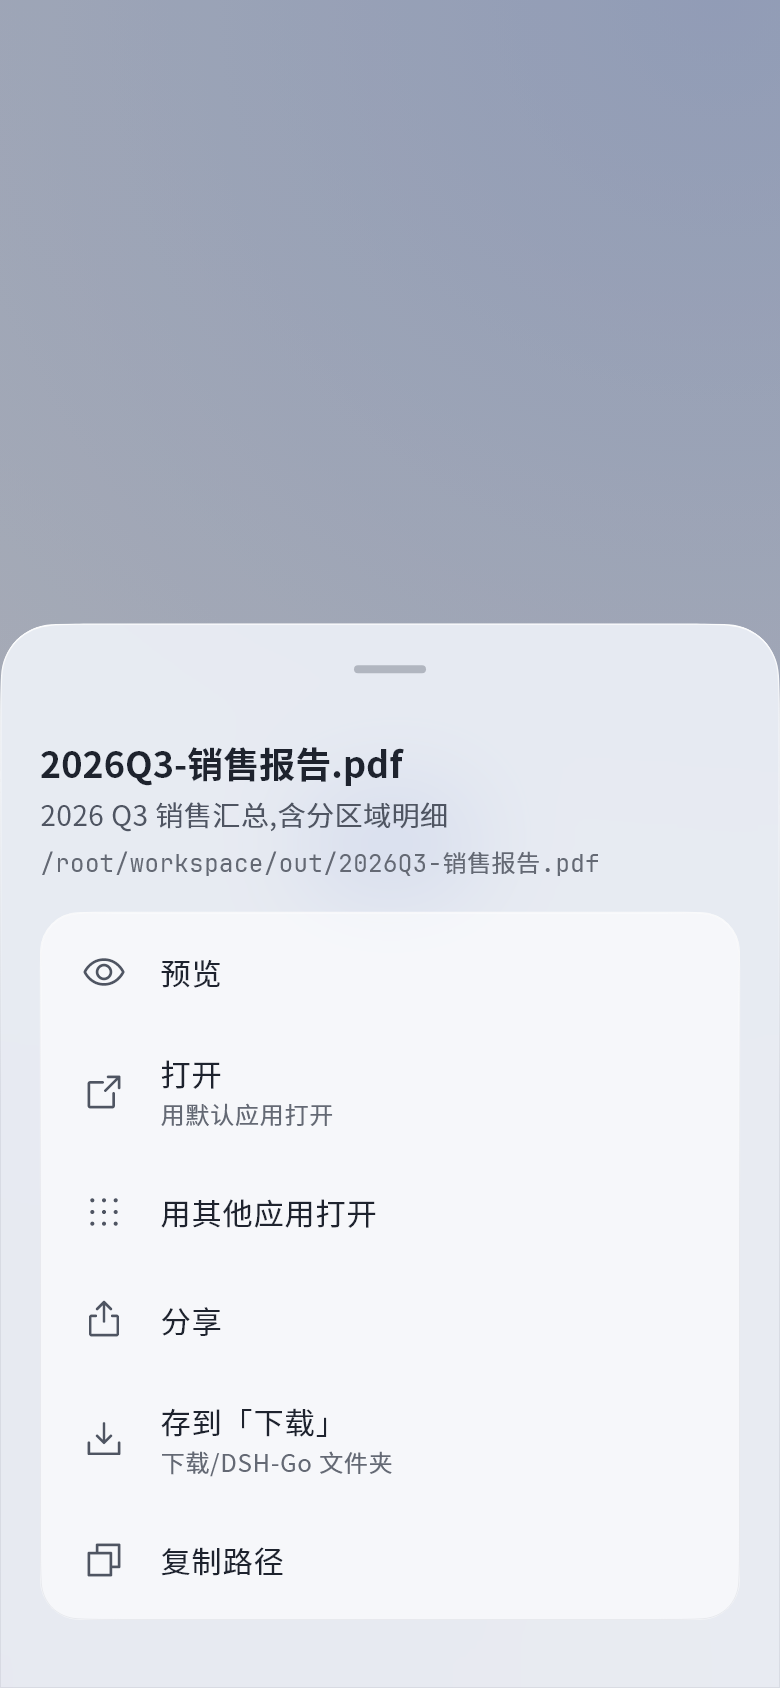 2026Q3-销售报告.pdf
2026 Q3 销售汇总,含分区域明细
/root/workspace/out/2026Q3-销售报告.pdf
预览
打开
用默认应用打开
用其他应用打开
分享
存到「下载」
下载/DSH-Go 文件夹
复制路径